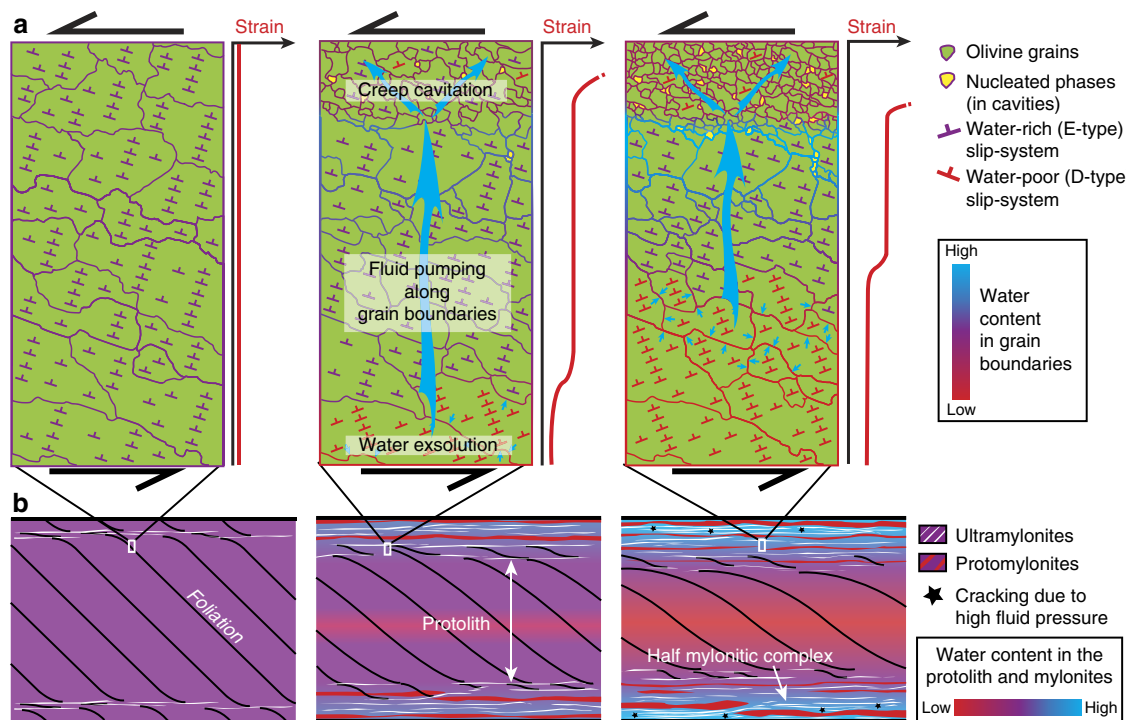 a
Strain
Strain
Strain
Creep cavitation
Fluid pumping
along
grain boundaries
Water exsolution
Olivine grains
Nucleated phases
(in cavities)
Water-rich (E-type)
slip-system
Water-poor (D-type
slip-system
High
Water
content
in grain
boundaries
Low
b
Foliation
Protolith
Half mylonitic complex
Ultramylonites
Protomylonites
Cracking due to
high fluid pressure
Water content in the
protolith and mylonites
Low High